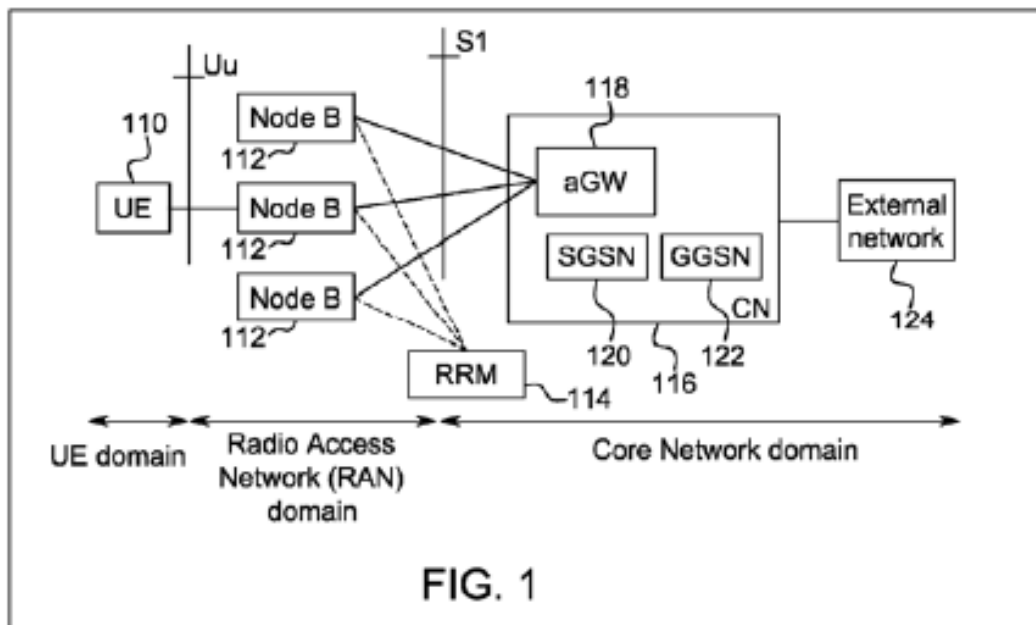 S1
Uu
118
110
Node B
112
aGW
UE
Node B
112
External
network
SGSN
GGSN
Node B
CN
124
112
120
122
116
RRM
114
UE domain
Radio Access
Network (RAN)
domain
Core Network domain
FIG. 1